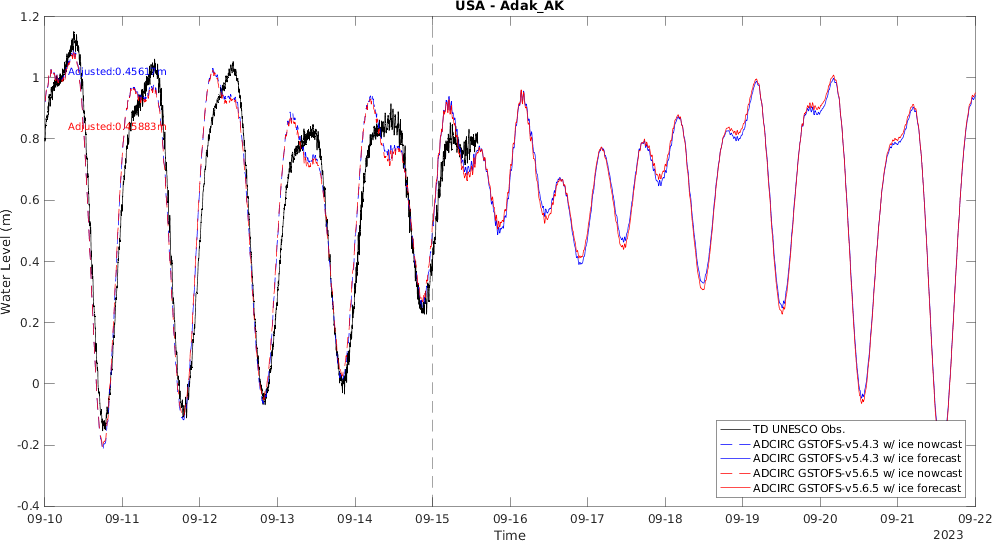 USA - Adak_AK
1.2
1
0.8
0.6
0.4
0.2
0
-0.2
-0.4
Water Level (m)
Adjusted:0.45883m
TD UNESCO Obs.
ADCIRC GSTOFS-v5.4.3 w/ ice nowcast
ADCIRC GSTOFS-v5.4.3 w/ ice forecast
ADCIRC GSTOFS-v5.6.5 w/ ice nowcast
ADCIRC GSTOFS-v5.6.5 w/ ice forecast
09-10 09-11 09-12 09-13 09-14 09-15 09-16 09-17 09-18 09-19 09-20 09-21 09-22
Time
2023